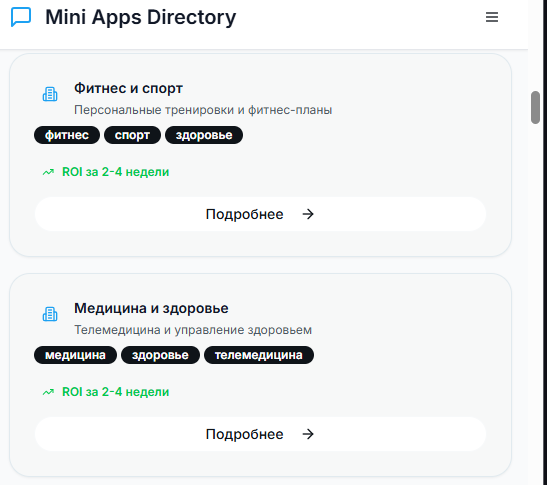 Mini Apps Directory
Фитнес и спорт
Персональные тренировки и фитнес-планы
фитнес спорт здоровье
ROI за 2-4 недели
Подробнее
Медицина и здоровье
Телемедицина и управление здоровьем
медицина здоровье телемедицина
ROI за 2-4 недели
Подробнее